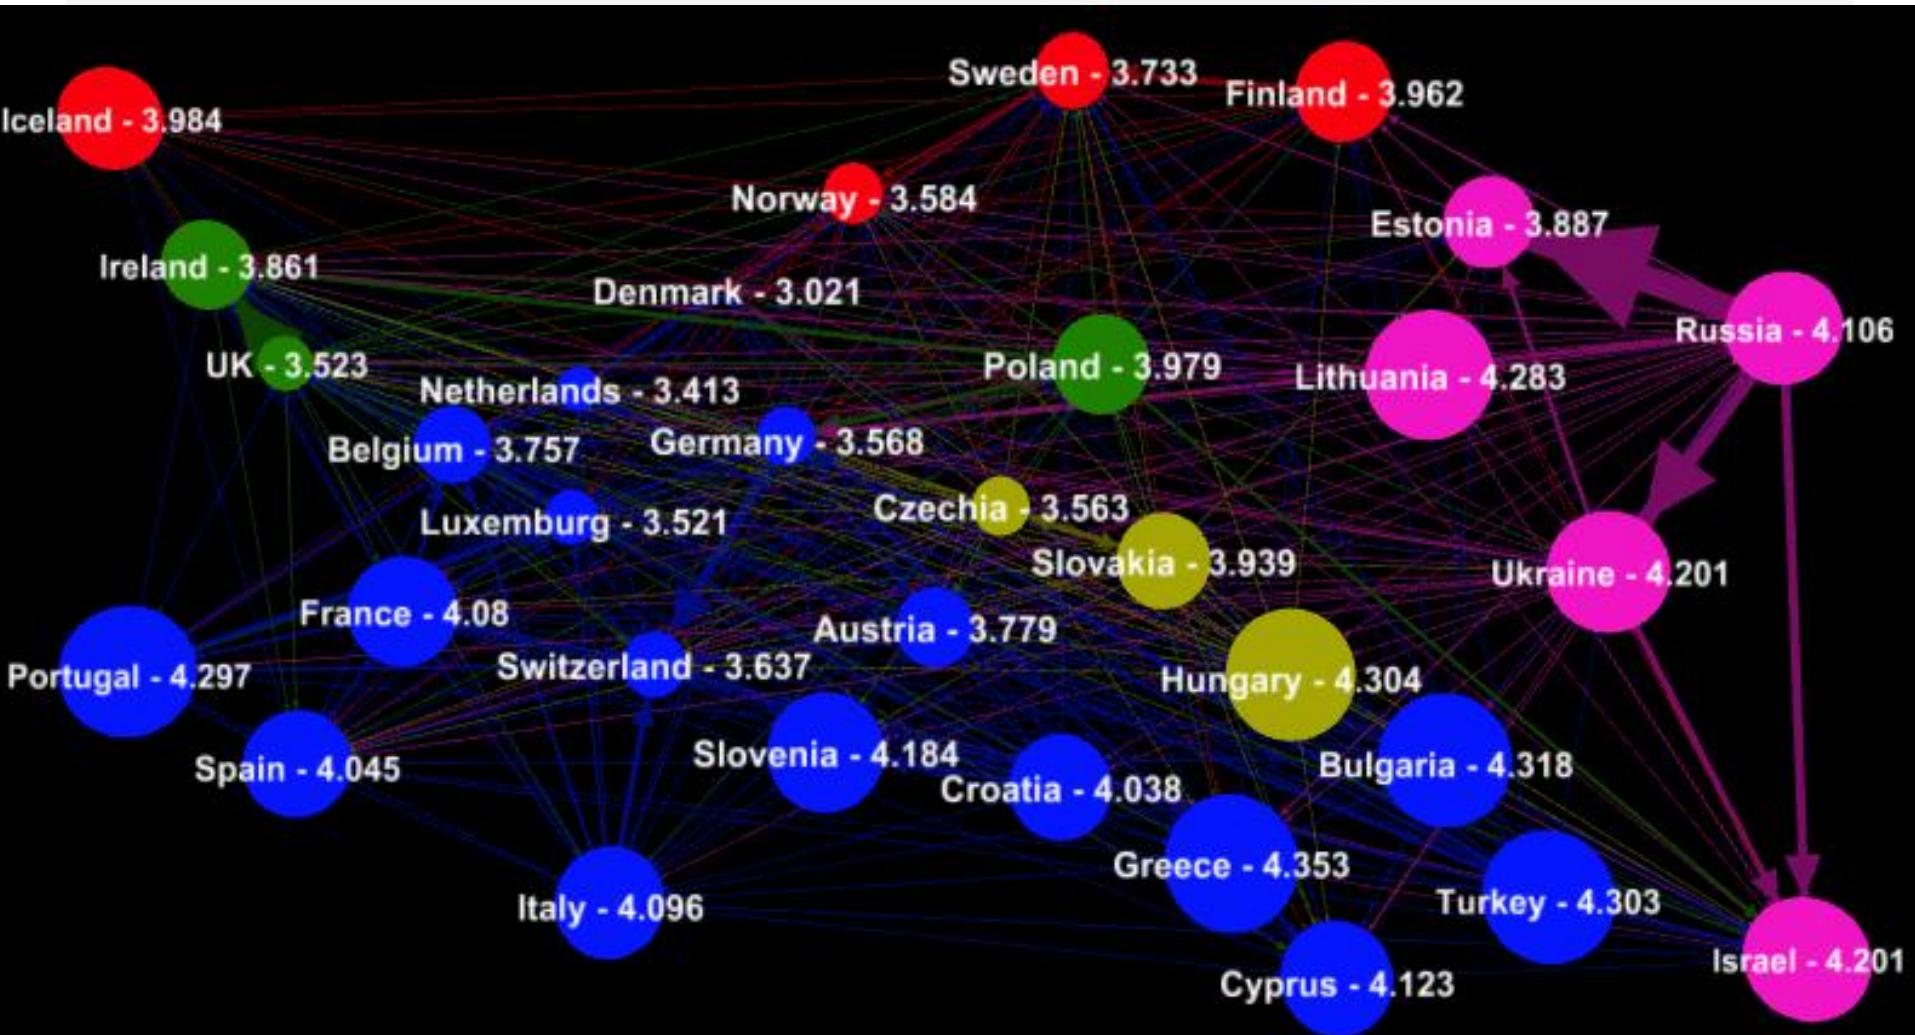 Sweden - 3.733
Finland - 3.962
Iceland - 3.984
Norway - 3.584
Estonia - 3.887
Ireland - 3.861
Denmark - 3.021
Russia - 4.106
UK - 3.523
Poland - 3.979
Lithuania - 4.283
Netherlands - 3.413
Belgium - 3.757
Germany - 3.568
Czechia - 3.563
Luxemburg - 3.521
Slovakia - 3.939
Ukraine - 4.201
France - 4.08
Austria - 3.779
Switzerland - 3.637
Portugal - 4.297
Hungary - 4.304
Slovenia - 4.184
Spain - 4.045
Bulgaria - 4.318
Croatia - 4.038
Greece - 4.353
Italy - 4.096
Turkey - 4.303
Israel - 4.201
Cyprus - 4.123